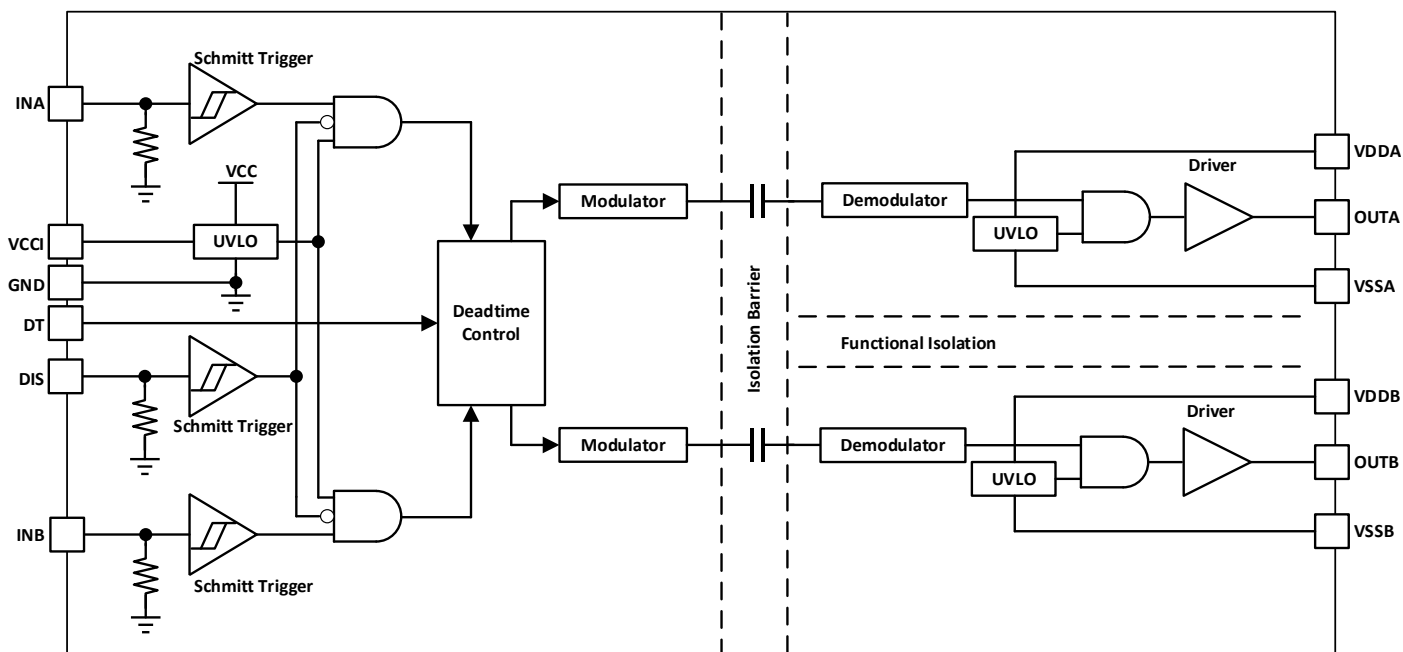 Schmitt Trigger
INA
VCC
VCCI
UVLO
GND
DT
DIS
Schmitt Trigger
INB
Schmitt Trigger
Deadtime
Control
Modulator
Modulator
Isolation Barrier
Demodulator
UVLO
Driver
VDDA
OUTA
VSSA
Functional Isolation
Demodulator
UVLO
Driver
VDDB
OUTB
VSSB